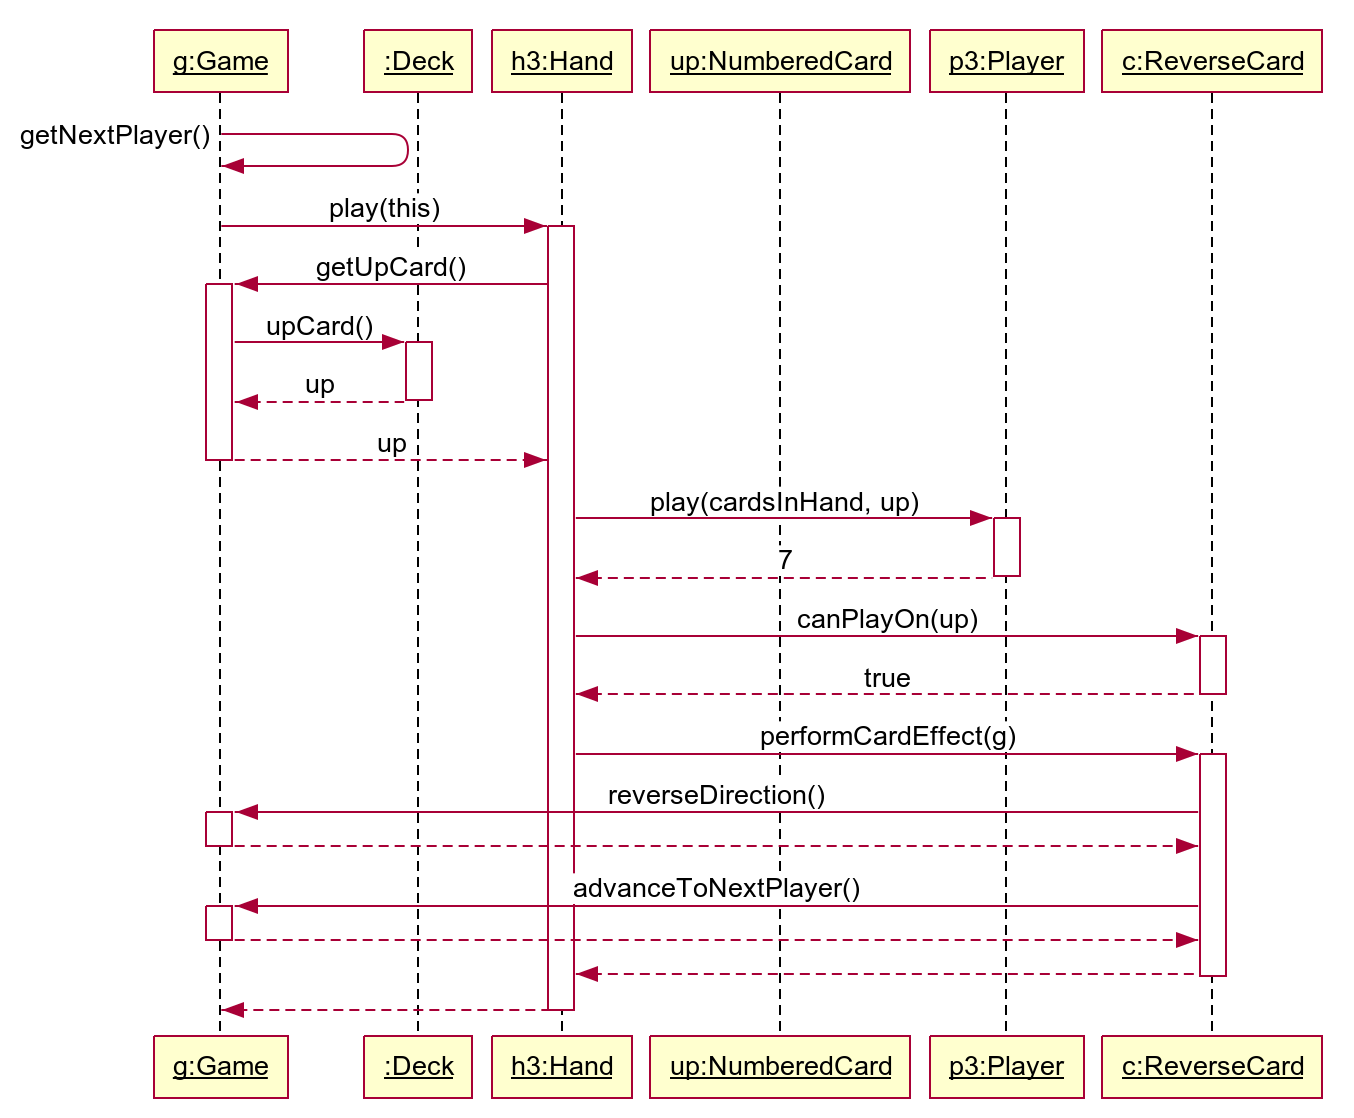 g:Game
:Deck
h3:Hand
up:NumberedCard
p3:Player
c:ReverseCard
getNextPlayer()
play(this)
getUpCard()
upCard()
up
up
play(cardsInHand, up)
7
canPlayOn(up)
true
performCardEffect(g)
reverseDirection()
advanceToNextPlayer()
g:Game
:Deck
h3:Hand
up:NumberedCard
p3:Player
c:ReverseCard